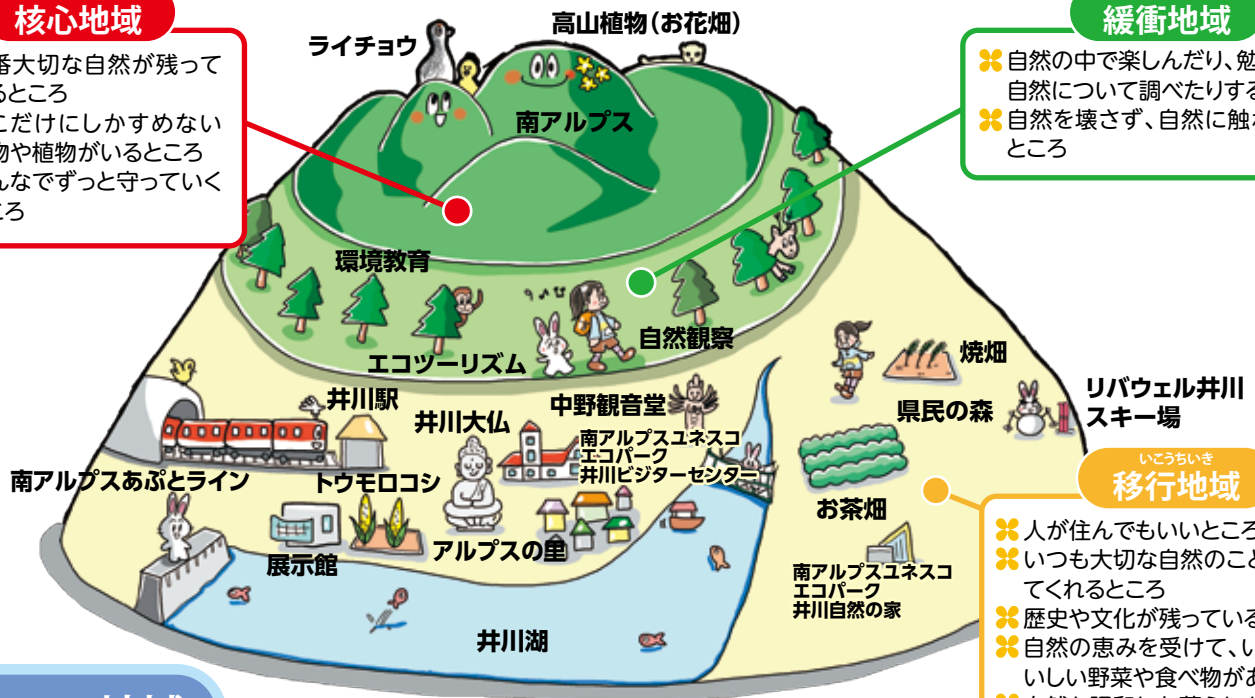 核心地域
番大切な自然が残って
るところ
こだけにしかすめない
物や植物がいるところ
んなでずっと守っていく
ろ
ライチョウ
高山植物（お花畑）
南アルプス
緩衝地域
自然の中で楽しんだり、勉
自然について調べたりする
自然を壊さず、自然に触れ
ところ
環境教育
エコツーリズム
自然観察
井川駅
井川大仏
中野観音堂
南アルプスユネスコ
エコパーク
井川ビジターセンター
焼畑
県民の森
リバウェル井川
スキー場
南アルプスあぷとライン
トウモロコシ
展示館
アルプスの里
お茶畑
南アルプスユネスコ
エコパーク
井川自然の家
井川湖
いこうちいき
移行地域
人が住んでもいいところ
いつも大切な自然のこと
てくれるところ
歴史や文化が残っている
自然の恵みを受けて、い
いしい野菜や食べ物があ